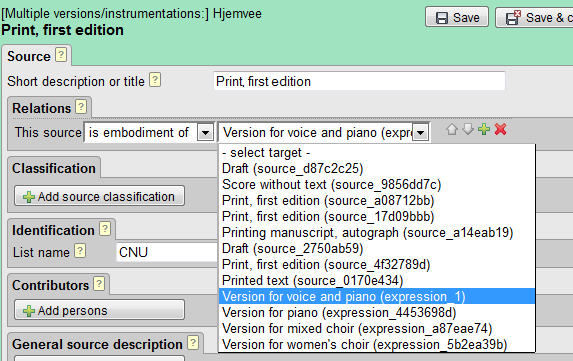 [Multiple versions/instrumentations:] Hjemvee
Print, first edition
Save
Save & c
Source ?
Short description or title ? Print, first edition
Relations ?
This source is embodiment of Version for voice and piano (expre
- select target -
Draft (source_d87c2c25)
Score without text (source_9856dd7c)
Print, first edition (source_a08712bb)
Print, first edition (source_17d09bbb)
Printing manuscript, autograph (source_a14eab19)
Draft (source_2750ab59)
Print, first edition (source_4f32789d)
Printed text (source_0170e434)
Version for voice and piano (expression_1)
Version for piano (expression_4453698d)
Version for mixed choir (expression_a87eae74)
Version for women's choir (expression_5b2ea39b)
Classification
Add source classification
Identification ?
List name ? CNU
Contributors ?
Add persons
General source description ?